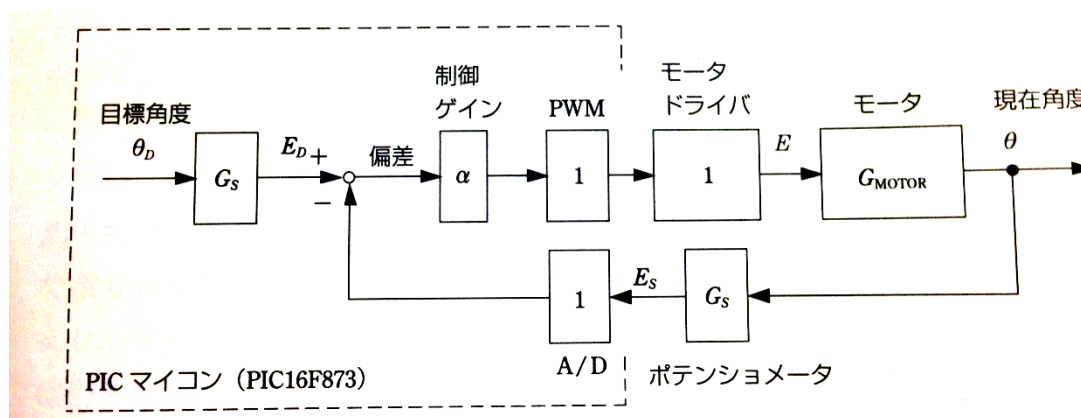 制御
ゲイン
モータ
ドライバ
PWM
モータ
現在角度
目標角度
θD
ED
+
偏差
E
θ
GS
α
1
1
GMOTOR
−
1
ES
GS
A/D
ポテンショメータ
PIC マイコン（PIC16F873）